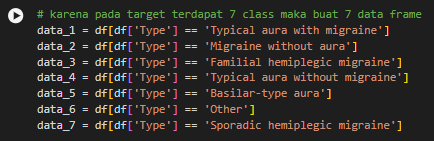 # karena pada target terdapat 7 class maka buat 7 data frame
data_1 = df[df['Type'] == 'Typical aura with migraine']
data_2 = df[df['Type'] == 'Migraine without aura']
data_3 = df[df['Type'] == 'Familial hemiplegic migraine']
data_4 = df[df['Type'] == 'Typical aura without migraine']
data_5 = df[df['Type'] == 'Basilar-type aura']
data_6 = df[df['Type'] == 'Other']
data_7 = df[df['Type'] == 'Sporadic hemiplegic migraine']